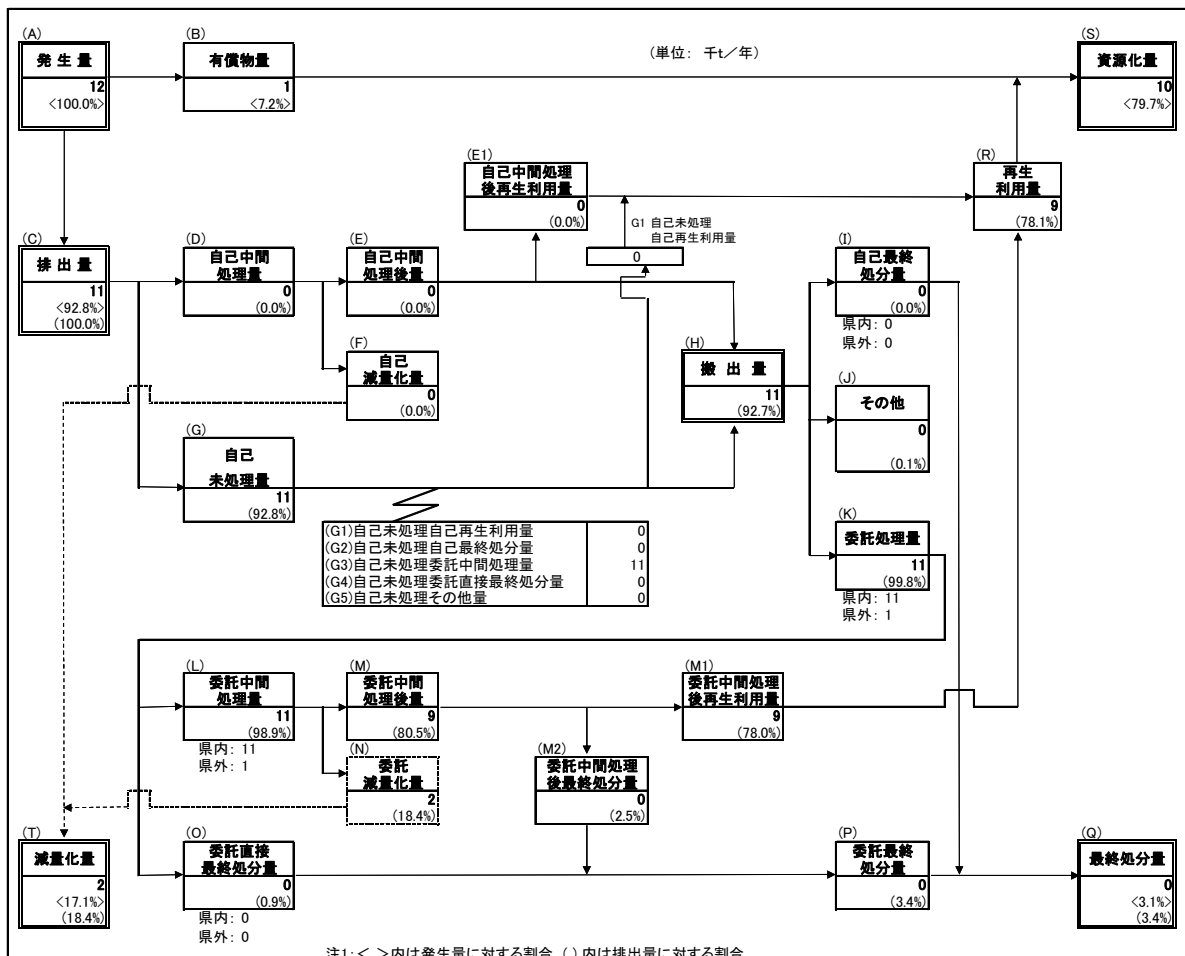 (A)
発生量
12
<100.0%>
(B)
有償物量
1
<7.2%>
(単位: 千t/年)
(S)
資源化量
10
<79.7%>
(E1)
自己中間処理
後再生利用量
0
(0.0%)
G1 自己未処理
自己再生利用量
0
(R)
再生
利用量
9
(78.1%)
(C)
排出量
11
<92.8%>
(100.0%)
(D)
自己中間
処理量
0
(0.0%)
(E)
自己中間
処理後量
0
(0.0%)
(F)
自己
減量化量
0
(0.0%)
(G)
自己
未処理量
11
(92.8%)
(H)
搬出量
11
(92.7%)
(I)
自己最終
処分量
0
(0.0%)
県内: 0
県外: 0
(J)
その他
0
(0.1%)
(K)
委託処理量
11
(99.8%)
県内: 11
県外: 1
(G1)自己未処理自己再生利用量 0
(G2)自己未処理自己最終処分量 0
(G3)自己未処理委託中間処理量 11
(G4)自己未処理委託直接最終処分量 0
(G5)自己未処理その他量 0
(L)
委託中間
処理量
11
(98.9%)
県内: 11
県外: 1
(M)
委託中間
処理後量
9
(80.5%)
(N)
委託
減量化量
2
(18.4%)
(M1)
委託中間処理
後再生利用量
9
(78.0%)
(M2)
委託中間処理
後最終処分量
0
(2.5%)
(T)
減量化量
2
<17.1%>
(18.4%)
(O)
委託直接
最終処分量
0
(0.9%)
県内: 0
県外: 0
(P)
委託最終
処分量
0
(3.4%)
(Q)
最終処分量
0
<3.1%>
(3.4%)
注1:< >内は発生量に対する割合、( )内は排出量に対する割合